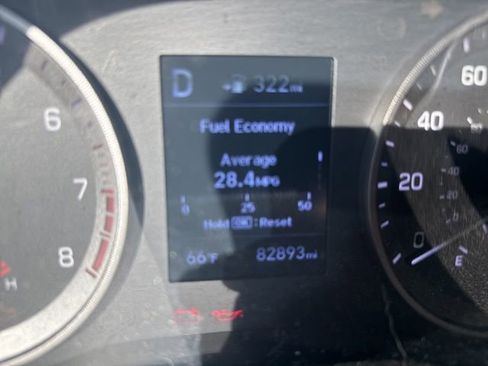 D 322mi
Fuel Economy
Average
28.4MPG
0 25 50
Hold OK :Reset
66°F 82893mi
6
7
8
H
60
40
20
0
E